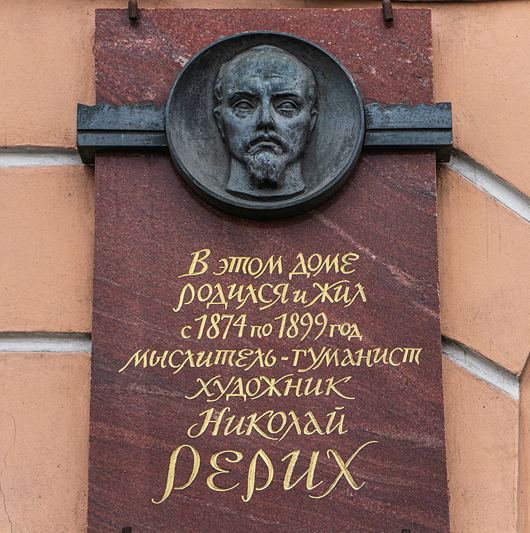 В этом доме
родился и жил
с 1874 по 1899 год
мыслитель-гуманист
художник
Николай
Рерих